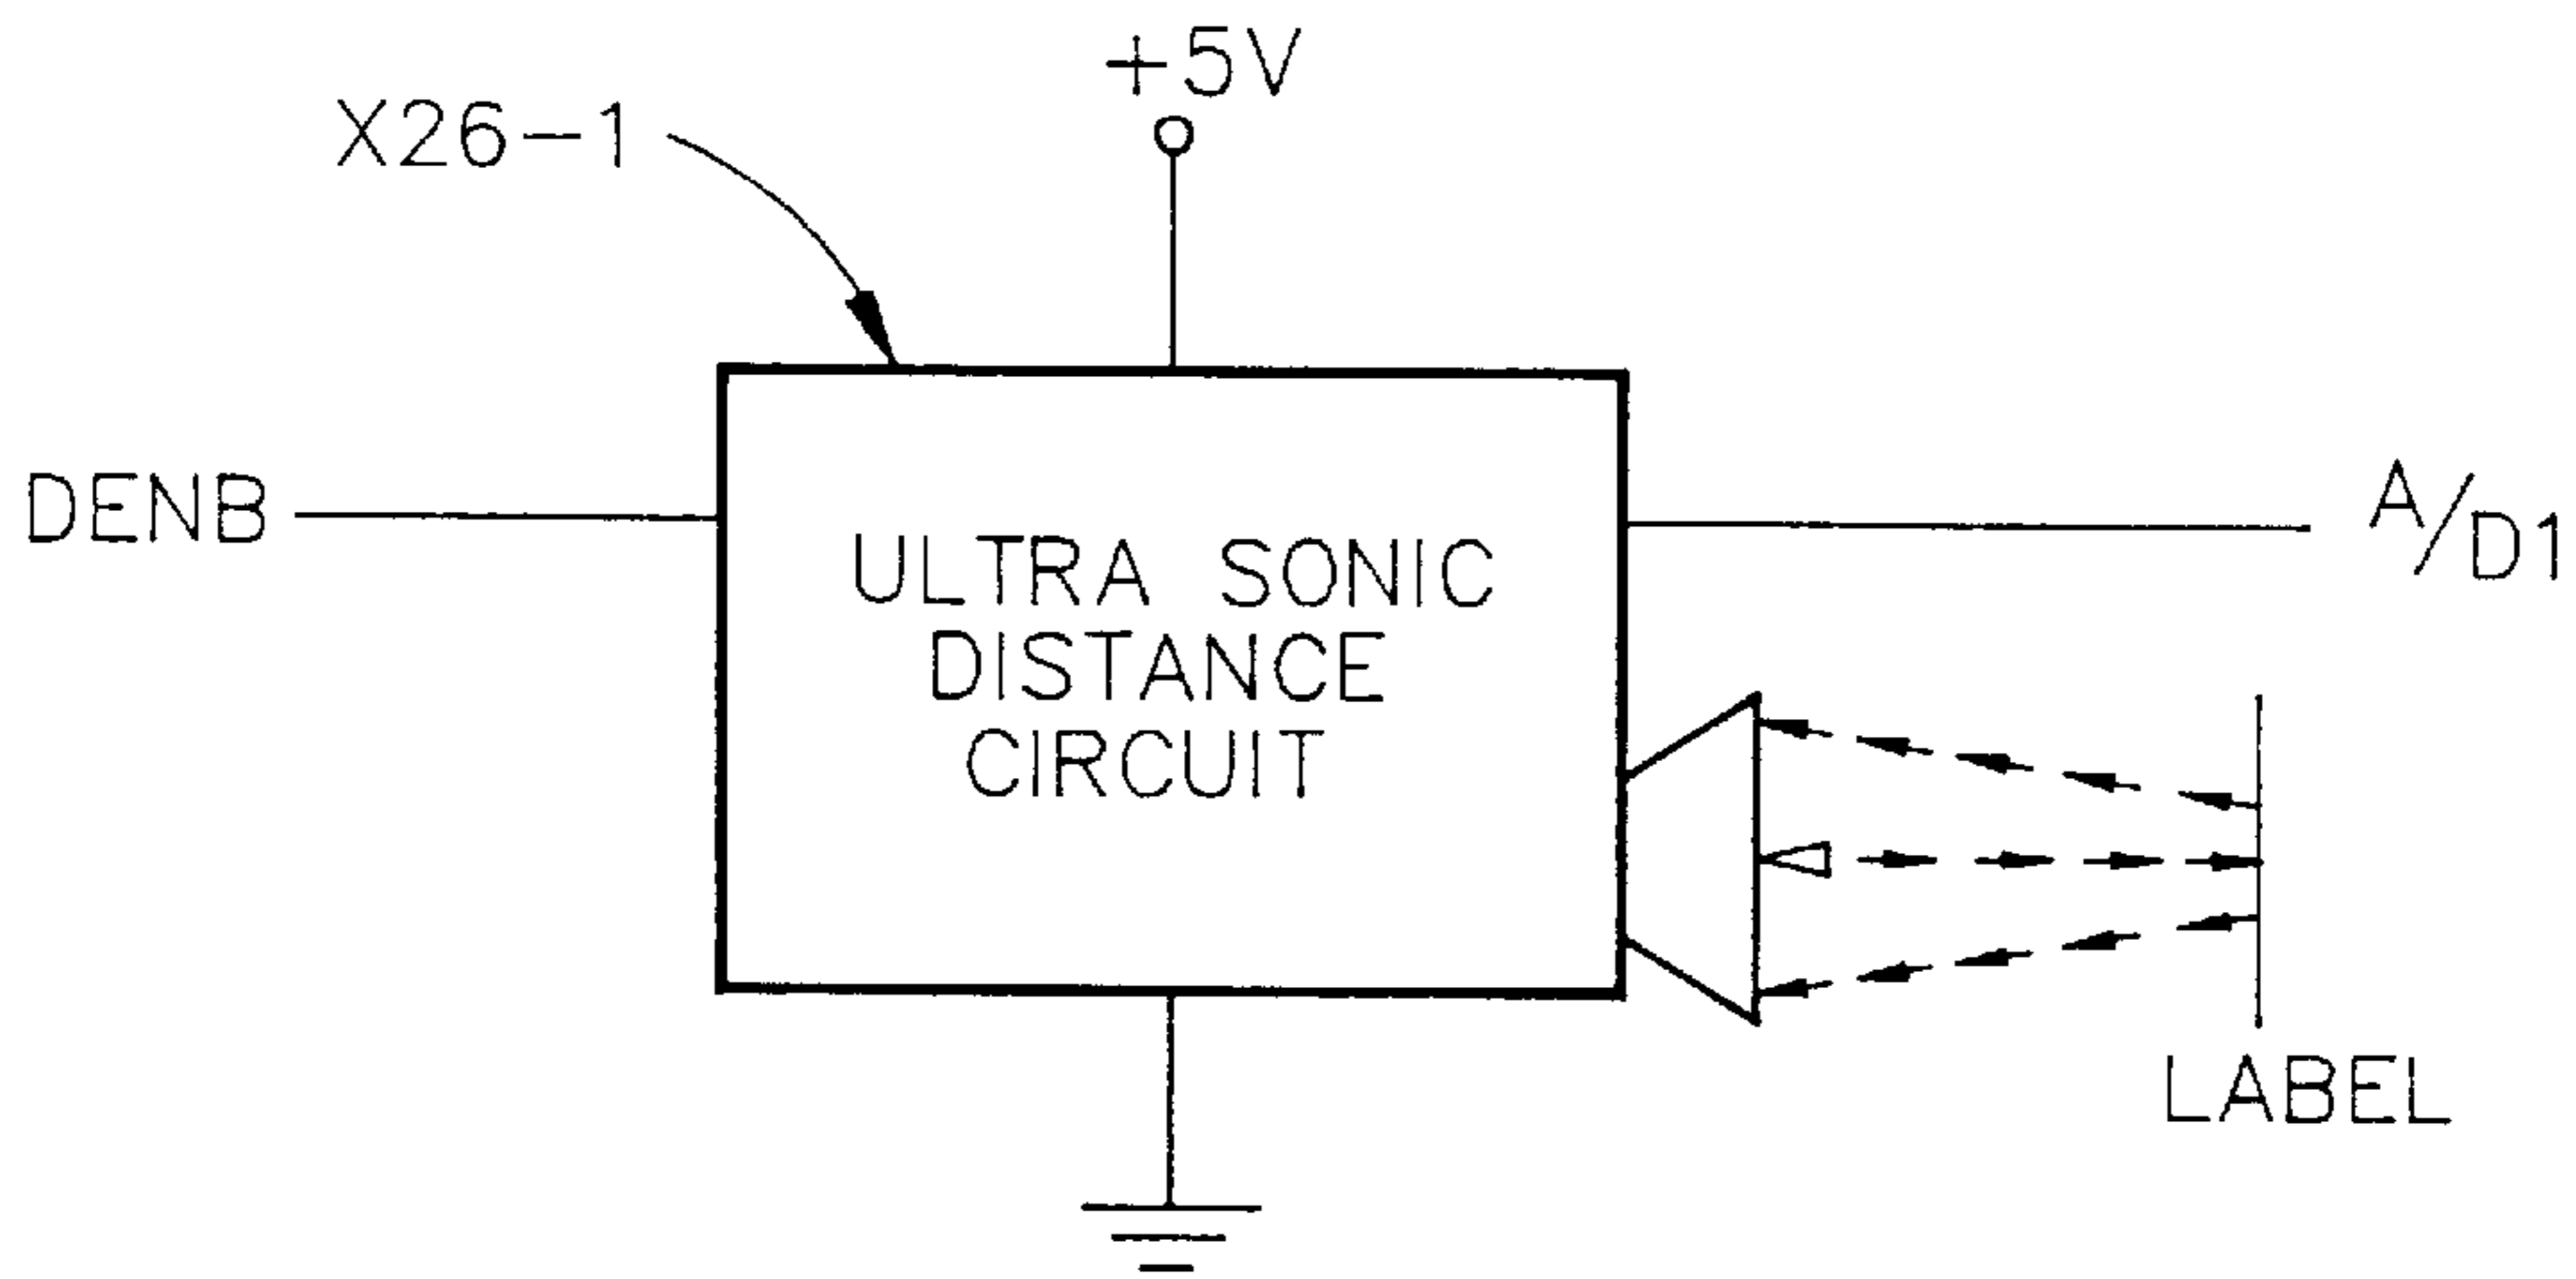 +5V
X26-1
DENB
A/D1
ULTRA SONIC
DISTANCE
CIRCUIT
LABEL